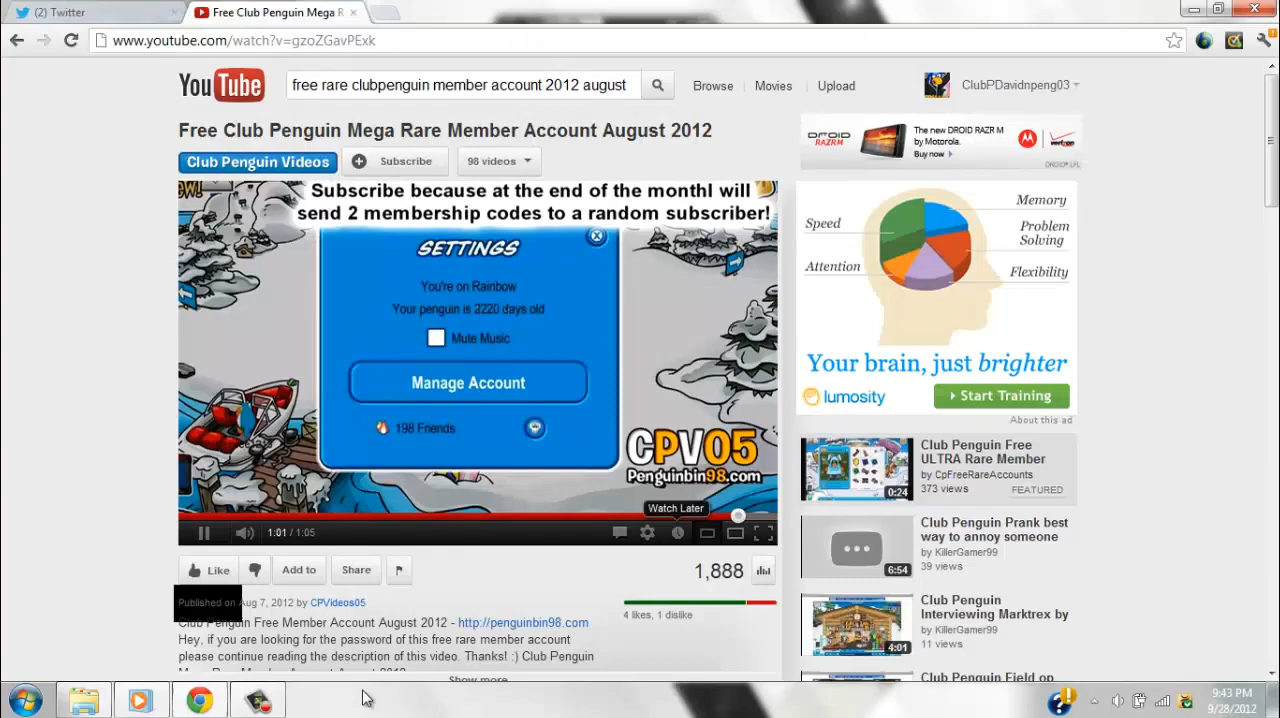 (2) Twitter
Free Club Penguin Mega R
www.youtube.com/watch?v=gzoZGavPExk
YouTube
free rare clubpenguin member account 2012 august
Browse
Movies
Upload
ClubPDavidnpeng03
Free Club Penguin Mega Rare Member Account August 2012
Club Penguin Videos
Subscribe
98 videos
Subscribe because at the end of the monthI will
send 2 membership codes to a random subscriber!
SETTINGS
You're on Rainbow
Your penguin is 2220 days old
Mute Music
Manage Account
198 Friends
CPV05
Penguinbin98.com
Watch Later
1:01 / 1:05
Like
Add to
Share
1,888
Published on Aug 7, 2012 by CPVideos05
4 likes, 1 dislike
Club Penguin Free Member Account August 2012 - http://penguinbin98.com
Hey, if you are looking for the password of this free rare member account
please continue reading the description of this video. Thanks! :) Club Penguin
Show more
DROID RAZR
The new DROID RAZR M
by Motorola.
Buy now
verizon
DROID LFL
Speed
Memory
Problem
Solving
Attention
Flexibility
Your brain, just brighter
lumosity
Start Training
About this ad
Club Penguin Free
ULTRA Rare Member
by CpFreeRareAccounts
373 views
FEATURED
0:24
Club Penguin Prank best
way to annoy someone
by KillerGamer99
39 views
6:54
Club Penguin
Interviewing Marktrex by
by KillerGamer99
11 views
4:01
Club Penguin Field op
9:43 PM
9/28/2012